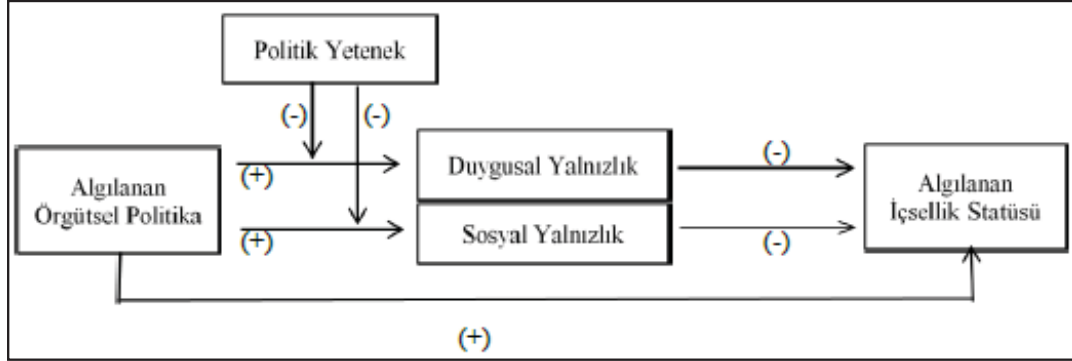 Politik Yetenek
(-)
(-)
Algılanan
Örgütsel Politika
(+)
(+)
Duygusal Yalnızlık
Sosyal Yalnızlık
(-)
(-)
Algılanan
İçsellik Statüsü
(+)